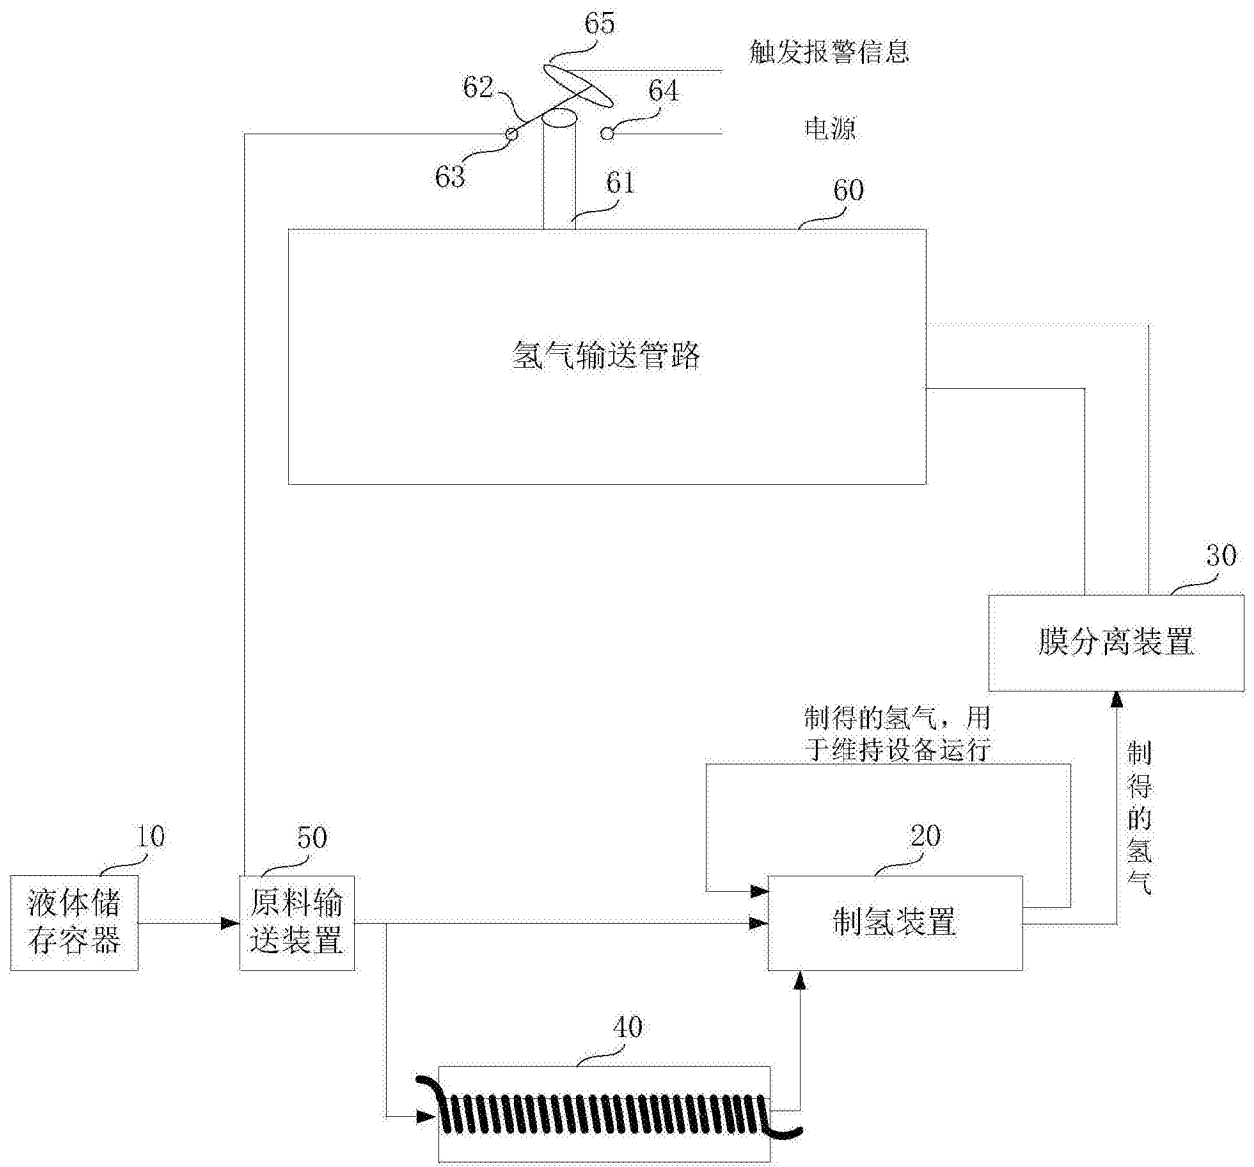 65
触发报警信息
62
64
电源
63
61
60
氢气输送管路
30
膜分离装置
制得的氢气，用
于维持设备运行
制得的氢气
10
50
20
液体储
存容器
原料输
送装置
制氢装置
40